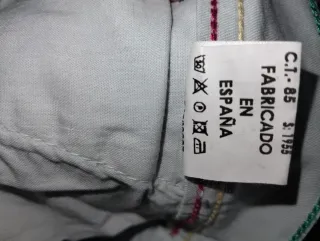 C.T.- 85 S: 1955
FABRICADO
EN
ESPAÑA